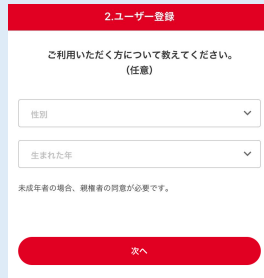 2.ユーザー登録
ご利用いただく方について教えてください。
(任意)
性別
生まれた年
未成年者の場合、親権者の同意が必要です。
次へ